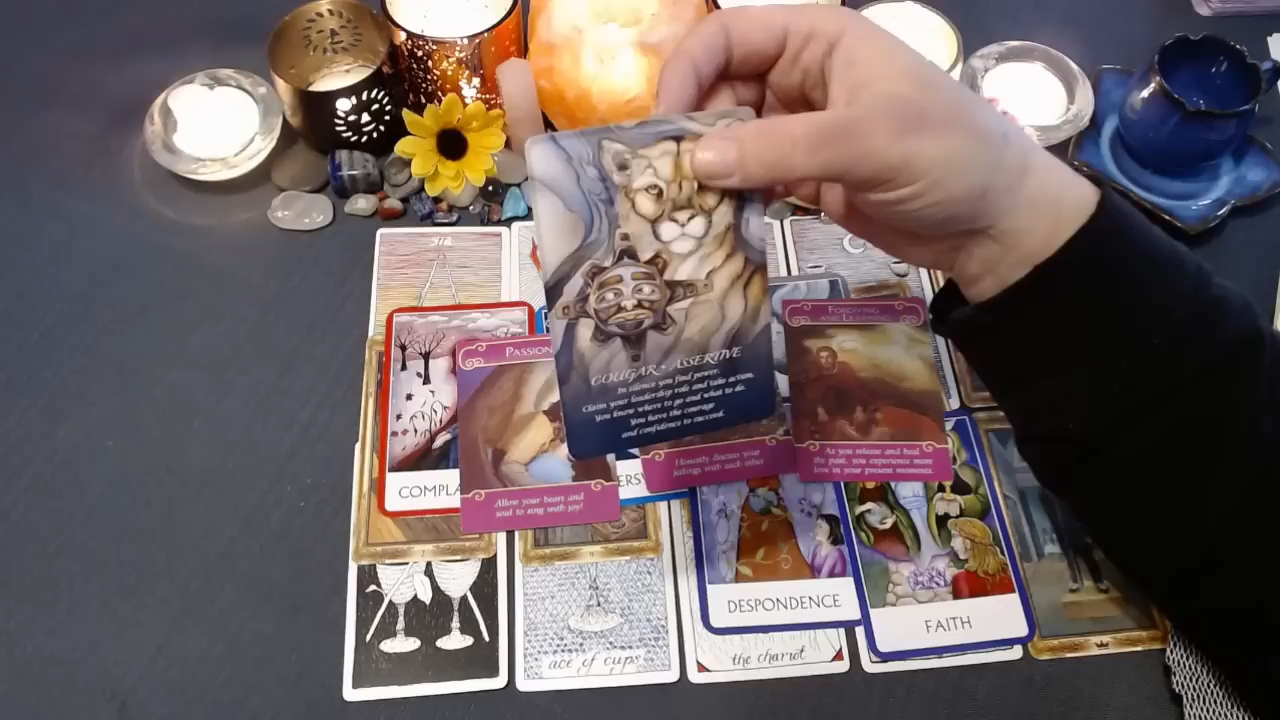 VII
COUGAR • ASSERTIVE
In silence you find power.
Claim your leadership role and take action.
You know where to go and what to do.
You have the courage
and confidence to succeed.
FORGIVING
AND LEARNING
As you release and heal
the past, you experience more
love in your present moments.
PASSION
Allow your heart and
soul to sing with joy!
Honestly discuss your
feelings with each other
COMPLA
ERSY
DESPONDENCE
FAITH
ace of cups
the chariot